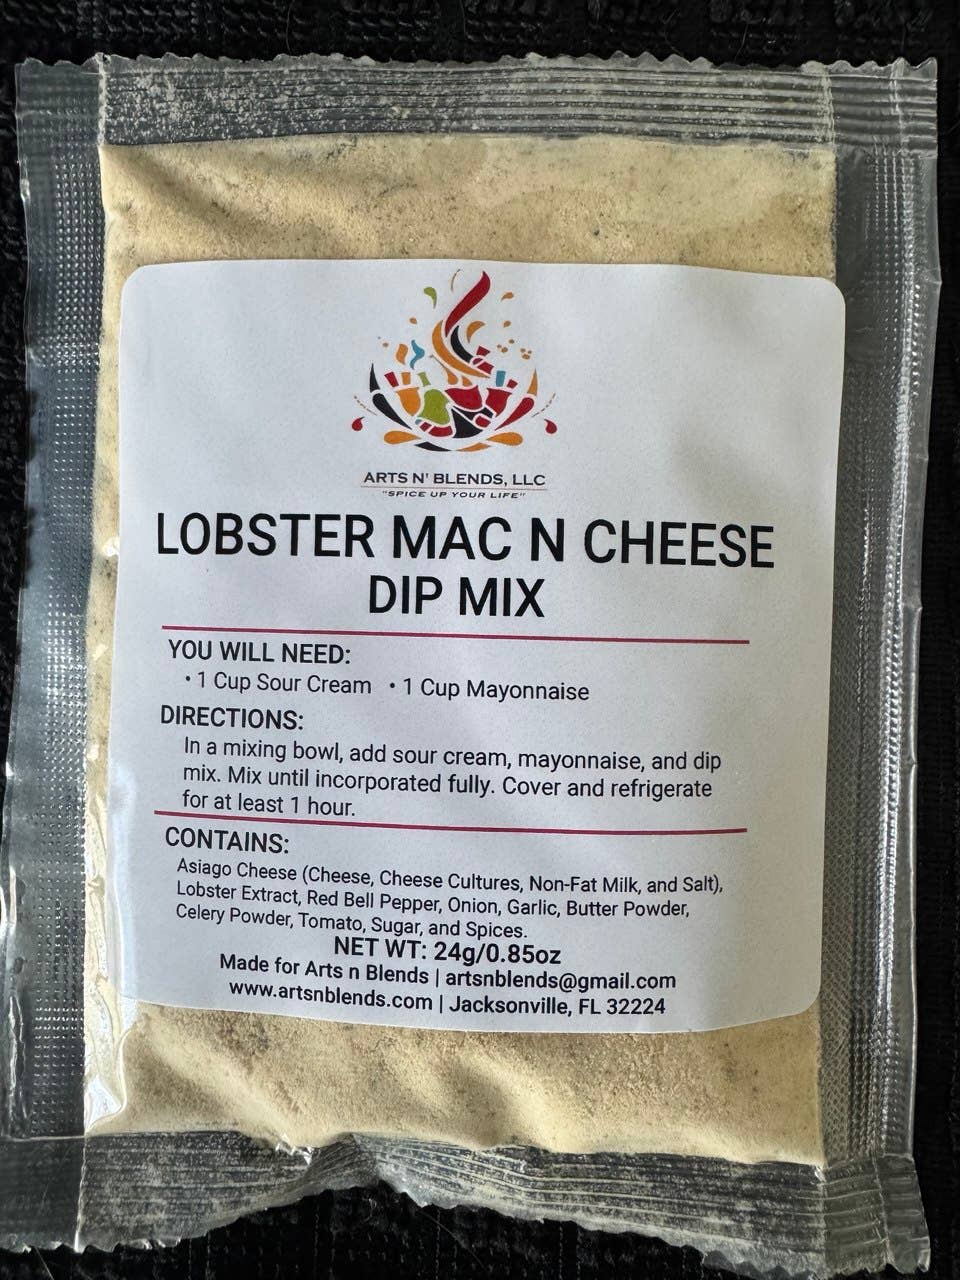 ARTS N' BLENDS, LLC
"SPICE UP YOUR LIFE"
LOBSTER MAC N CHEESE
DIP MIX
YOU WILL NEED:
• 1 Cup Sour Cream • 1 Cup Mayonnaise
DIRECTIONS:
In a mixing bowl, add sour cream, mayonnaise, and dip
mix. Mix until incorporated fully. Cover and refrigerate
for at least 1 hour.
CONTAINS:
Asiago Cheese (Cheese, Cheese Cultures, Non-Fat Milk, and Salt),
Lobster Extract, Red Bell Pepper, Onion, Garlic, Butter Powder,
Celery Powder, Tomato, Sugar, and Spices.
NET WT: 24g/0.85oz
Made for Arts n Blends | artsnblends@gmail.com
www.artsnblends.com | Jacksonville, FL 32224